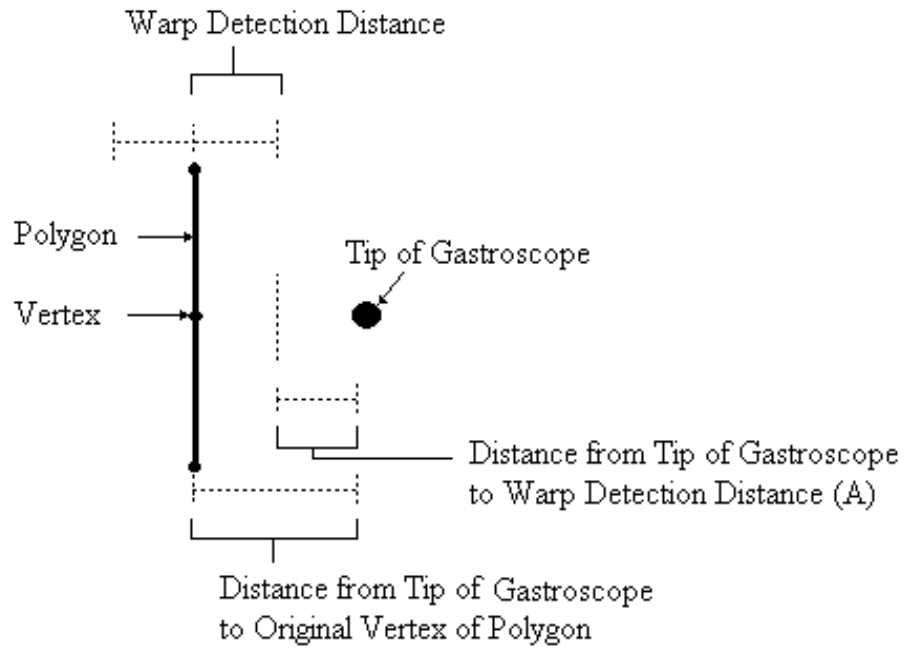 Warp Detection Distance
Polygon
Tip of Gastroscope
Vertex
Distance from Tip of Gastroscope
to Warp Detection Distance (A)
Distance from Tip of Gastroscope
to Original Vertex of Polygon